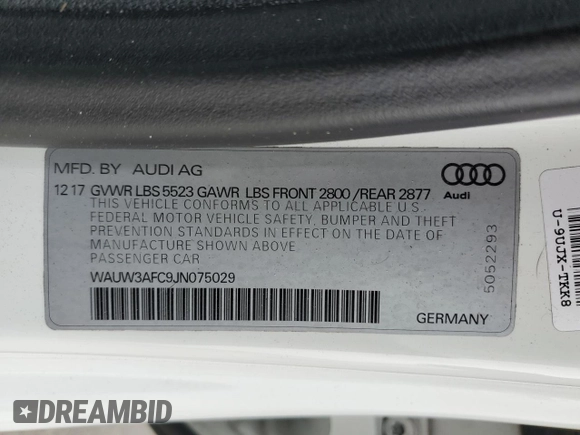 MFD. BY AUDI AG
12 17 GVWR LBS 5523 GAWR LBS FRONT 2800 /REAR 2877
THIS VEHICLE CONFORMS TO ALL APPLICABLE U.S.
FEDERAL MOTOR VEHICLE SAFETY, BUMPER AND THEFT
PREVENTION STANDARDS IN EFFECT ON THE DATE OF
MANUFACTURE SHOWN ABOVE.
PASSENGER CAR
WAUW3AFC9JN075029
GERMANY
Audi
5052293
U-9UJX-TKK8
DREAMBID